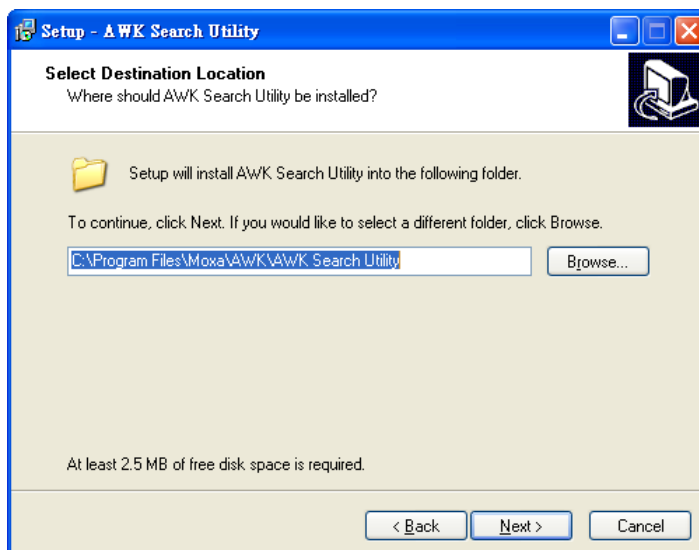 Setup - AWK Search Utility
Select Destination Location
Where should AWK Search Utility be installed?
Setup will install AWK Search Utility into the following folder.
To continue, click Next. If you would like to select a different folder, click Browse.
C:\Program Files\Moxa\AWK\AWK Search Utility
Browse...
At least 2.5 MB of free disk space is required.
< Back
Next >
Cancel